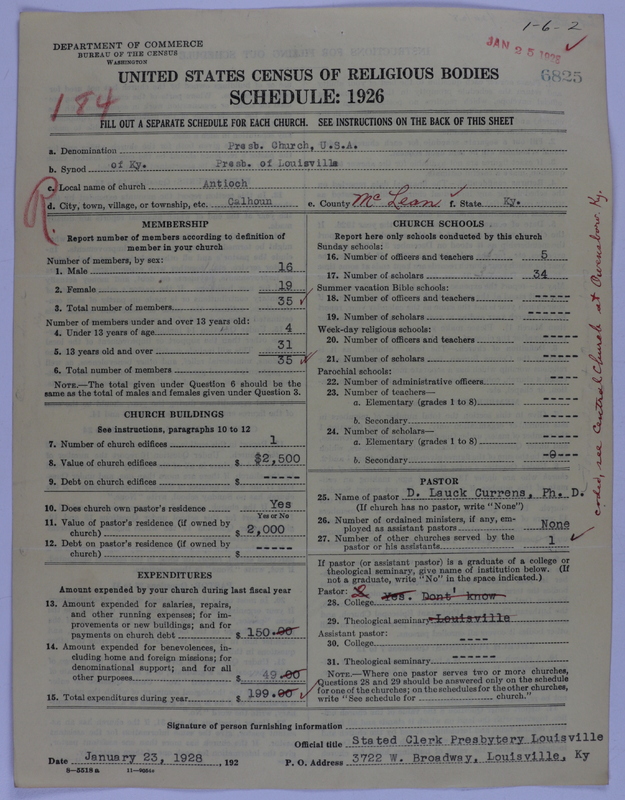 1-6-2
JAN 25 1928
6825
DEPARTMENT OF COMMERCE
BUREAU OF THE CENSUS
WASHINGTON
UNITED STATES CENSUS OF RELIGIOUS BODIES
SCHEDULE: 1926
184
FILL OUT A SEPARATE SCHEDULE FOR EACH CHURCH. SEE INSTRUCTIONS ON THE BACK OF THIS SHEET
a. Denomination Presb. Church, U.S.A.
b. Synod of Ky. Presb. of Louisville
c. Local name of church Antioch
d. City, town, village, or township, etc. Calhoun e. County McLean f. State Ky.
R
MEMBERSHIP
Report number of members according to definition of
member in your church
Number of members, by sex:
1. Male 16
2. Female 19
3. Total number of members 35
Number of members under and over 13 years old:
4. Under 13 years of age 4
5. 13 years old and over 31
6. Total number of members 35
NOTE.—The total given under Question 6 should be the
same as the total of males and females given under Question 3.
CHURCH BUILDINGS
See instructions, paragraphs 10 to 12
7. Number of church edifices 1
8. Value of church edifices $ $2,500
9. Debt on church edifices $ -----
10. Does church own pastor's residence? Yes
Yes or No
11. Value of pastor's residence (if owned by
church) $ 2,000
12. Debt on pastor's residence (if owned by
church) $ -----
EXPENDITURES
Amount expended by your church during last fiscal year
13. Amount expended for salaries, repairs,
and other running expenses; for im-
provements or new buildings; and for
payments on church debt $ 150.00
14. Amount expended for benevolences, in-
cluding home and foreign missions; for
denominational support; and for all
other purposes $ 49.00
15. Total expenditures during year $ 199.00
CHURCH SCHOOLS
Report here only schools conducted by this church
Sunday schools:
16. Number of officers and teachers 5
17. Number of scholars 34
Summer vacation Bible schools:
18. Number of officers and teachers -----
19. Number of scholars ------
Week-day religious schools:
20. Number of officers and teachers ----
21. Number of scholars ----
Parochial schools:
22. Number of administrative officers ----
23. Number of teachers—
a. Elementary (grades 1 to 8) ----
b. Secondary ----
24. Number of scholars—
a. Elementary (grades 1 to 8) ----
b. Secondary -0---
PASTOR
25. Name of pastor D. Lauck Currens, Ph. D.
(If church has no pastor, write "None")
26. Number of ordained ministers, if any, em-
ployed as assistant pastors None
27. Number of other churches served by the
pastor or his assistants 1
If pastor (or assistant pastor) is a graduate of a college or
theological seminary, give name of institution below. (If
not a graduate, write "No" in the space indicated.)
Pastor:
28. College Yes. Dont' know
29. Theological seminary Louisville
Assistant pastor:
30. College ----
31. Theological seminary ------
NOTE.—Where one pastor serves two or more churches,
Questions 28 and 29 should be answered only on the schedule
for one of the churches; on the schedules for the other churches,
write "See schedule for church."
coded, see Central Church at Owensboro Ky.
Signature of person furnishing information
Official title Stated Clerk Presbytery Louisville
Date January 23, 1928 , 192 P. O. Address 3722 W. Broadway, Louisville, Ky
8—5518 a